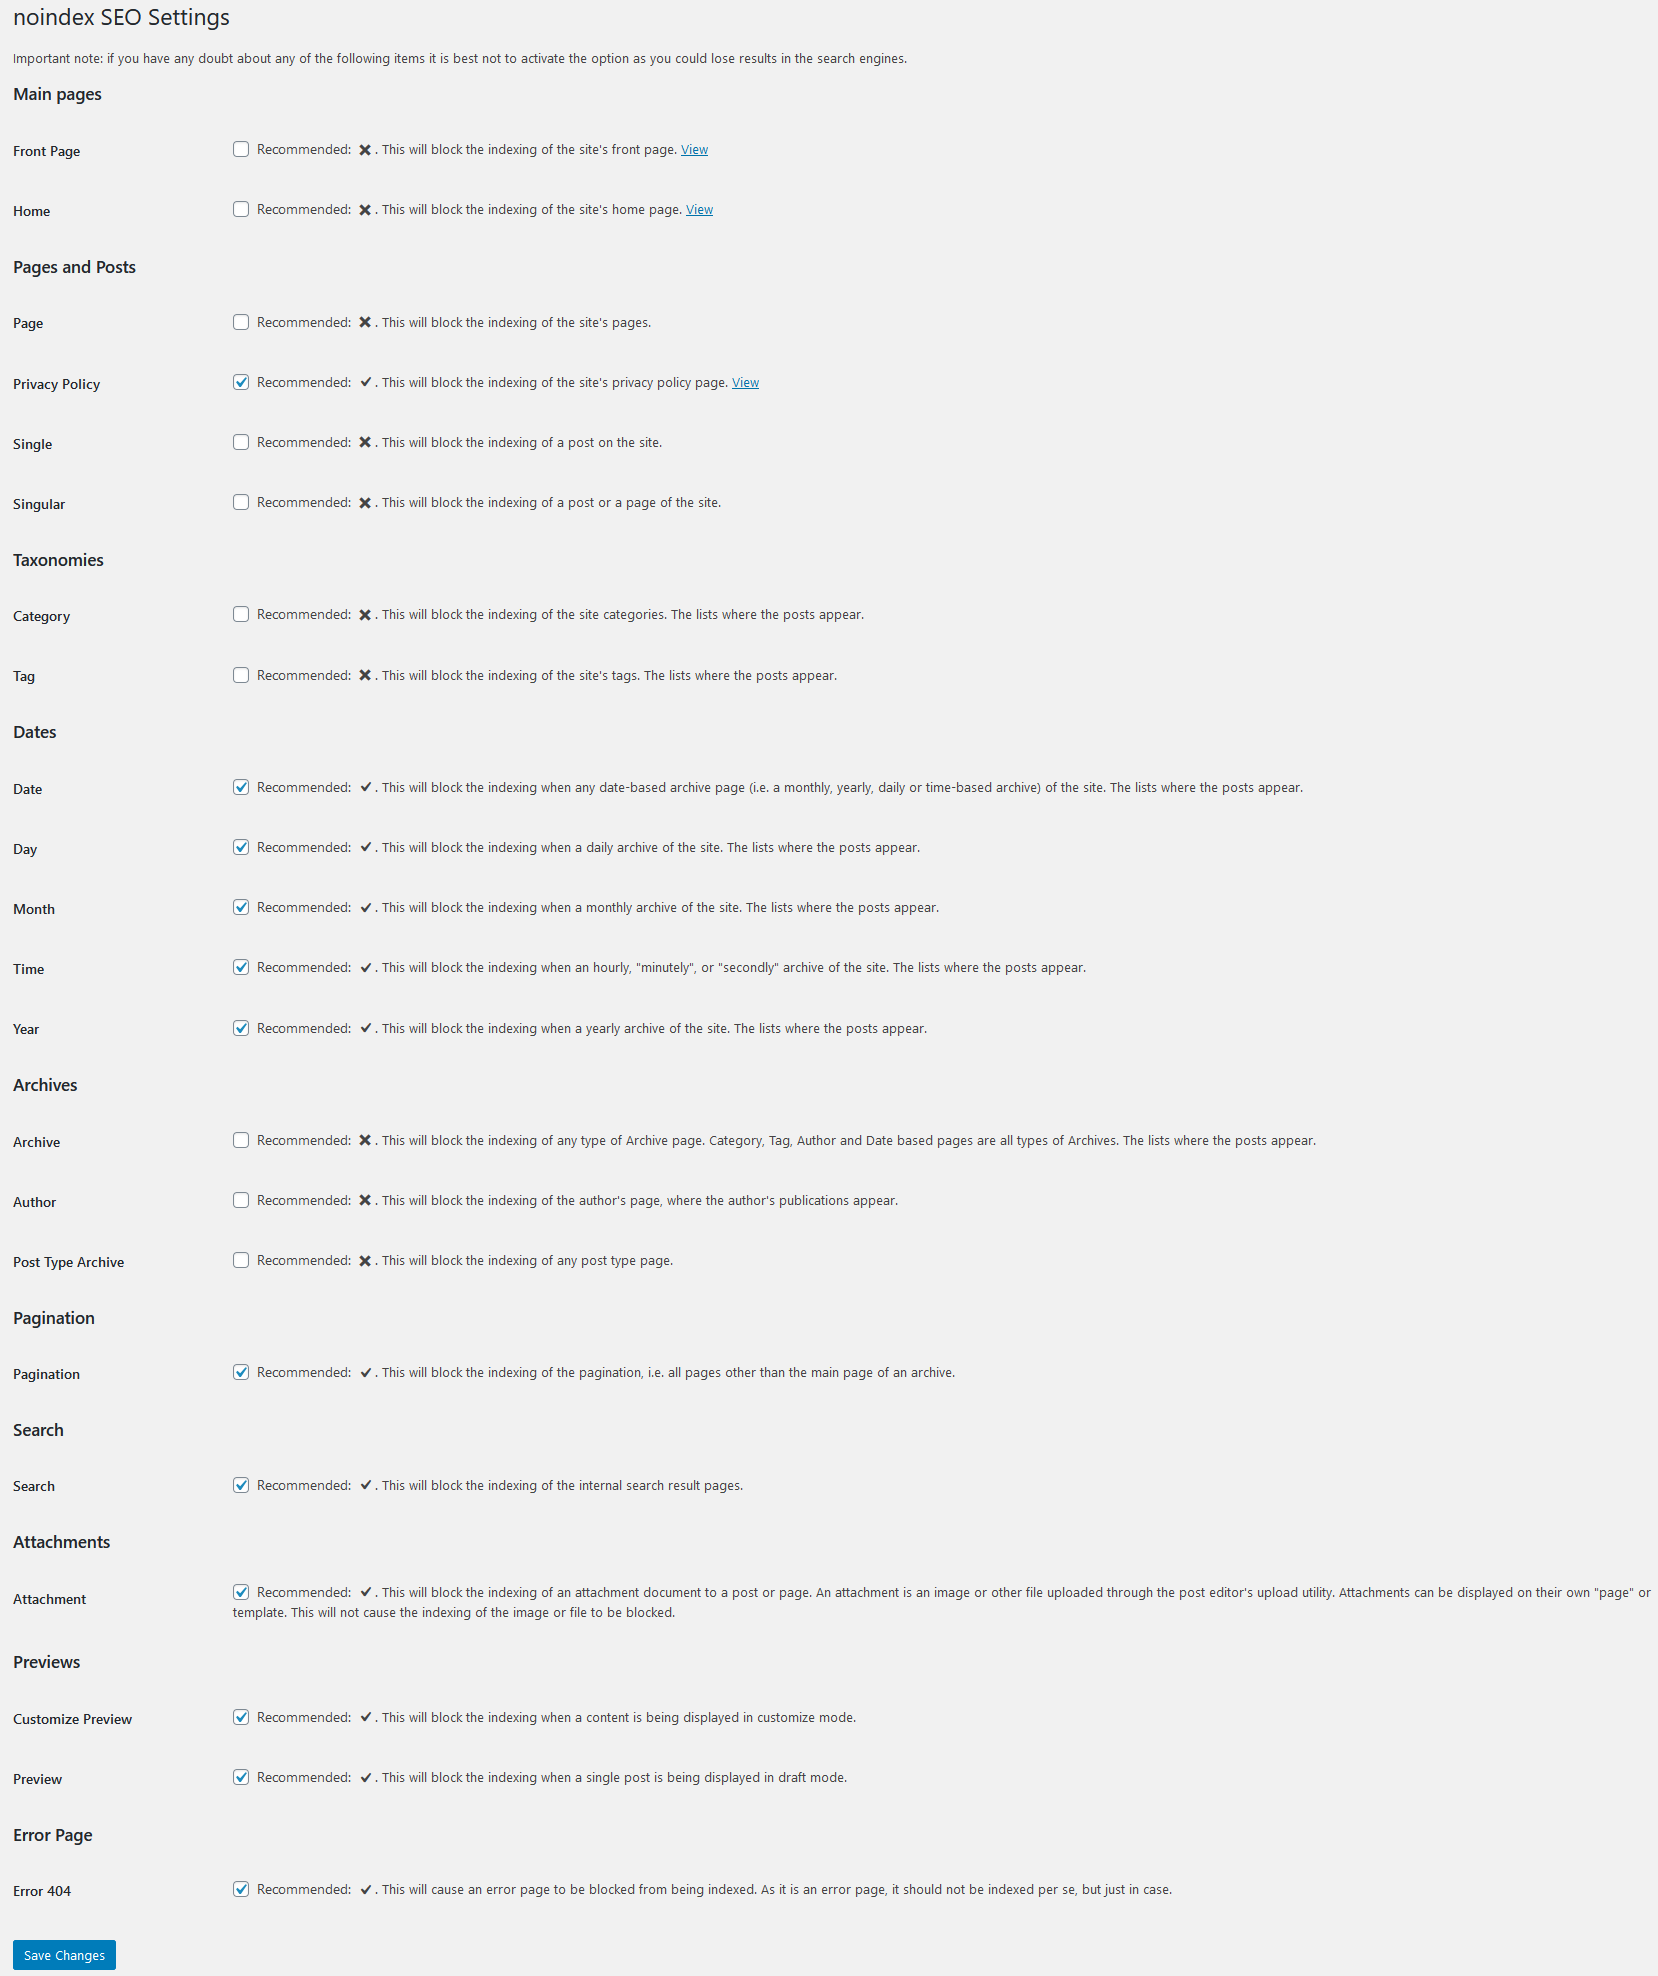 noindex SEO Settings
Important note: if you have any doubt about any of the following items it is best not to activate the option as you could lose results in the search engines.
Main pages
Front Page Recommended: ✖ . This will block the indexing of the site's front page. View
Home Recommended: ✖ . This will block the indexing of the site's home page. View
Pages and Posts
Page Recommended: ✖ . This will block the indexing of the site's pages.
Privacy Policy Recommended: ✔ . This will block the indexing of the site's privacy policy page. View
Single Recommended: ✖ . This will block the indexing of a post on the site.
Singular Recommended: ✖ . This will block the indexing of a post or a page of the site.
Taxonomies
Category Recommended: ✖ . This will block the indexing of the site categories. The lists where the posts appear.
Tag Recommended: ✖ . This will block the indexing of the site's tags. The lists where the posts appear.
Dates
Date Recommended: ✔ . This will block the indexing when any date-based archive page (i.e. a monthly, yearly, daily or time-based archive) of the site. The lists where the posts appear.
Day Recommended: ✔ . This will block the indexing when a daily archive of the site. The lists where the posts appear.
Month Recommended: ✔ . This will block the indexing when a monthly archive of the site. The lists where the posts appear.
Time Recommended: ✔ . This will block the indexing when an hourly, "minutely", or "secondly" archive of the site. The lists where the posts appear.
Year Recommended: ✔ . This will block the indexing when a yearly archive of the site. The lists where the posts appear.
Archives
Archive Recommended: ✖ . This will block the indexing of any type of Archive page. Category, Tag, Author and Date based pages are all types of Archives. The lists where the posts appear.
Author Recommended: ✖ . This will block the indexing of the author's page, where the author's publications appear.
Post Type Archive Recommended: ✖ . This will block the indexing of any post type page.
Pagination
Pagination Recommended: ✔ . This will block the indexing of the pagination, i.e. all pages other than the main page of an archive.
Search
Search Recommended: ✔ . This will block the indexing of the internal search result pages.
Attachments
Attachment Recommended: ✔ . This will block the indexing of an attachment document to a post or page. An attachment is an image or other file uploaded through the post editor's upload utility. Attachments can be displayed on their own "page" or
template. This will not cause the indexing of the image or file to be blocked.
Previews
Customize Preview Recommended: ✔ . This will block the indexing when a content is being displayed in customize mode.
Preview Recommended: ✔ . This will block the indexing when a single post is being displayed in draft mode.
Error Page
Error 404 Recommended: ✔ . This will cause an error page to be blocked from being indexed. As it is an error page, it should not be indexed per se, but just in case.
Save Changes